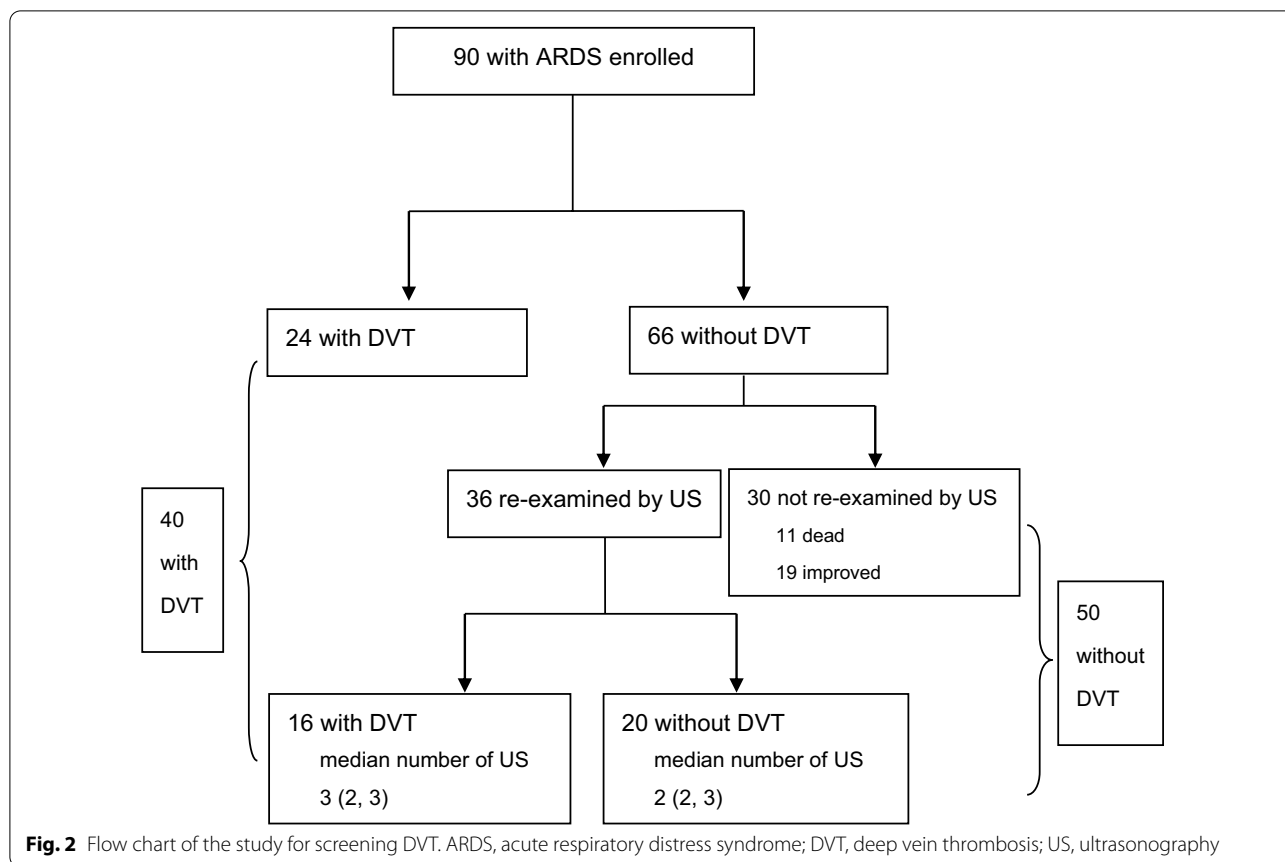 90 with ARDS enrolled
24 with DVT
66 without DVT
36 re-examined by US
30 not re-examined by US
11 dead
19 improved
40
with
DVT
50
without
DVT
16 with DVT
median number of US
3 (2, 3)
20 without DVT
median number of US
2 (2, 3)
Fig. 2 Flow chart of the study for screening DVT. ARDS, acute respiratory distress syndrome; DVT, deep vein thrombosis; US, ultrasonography